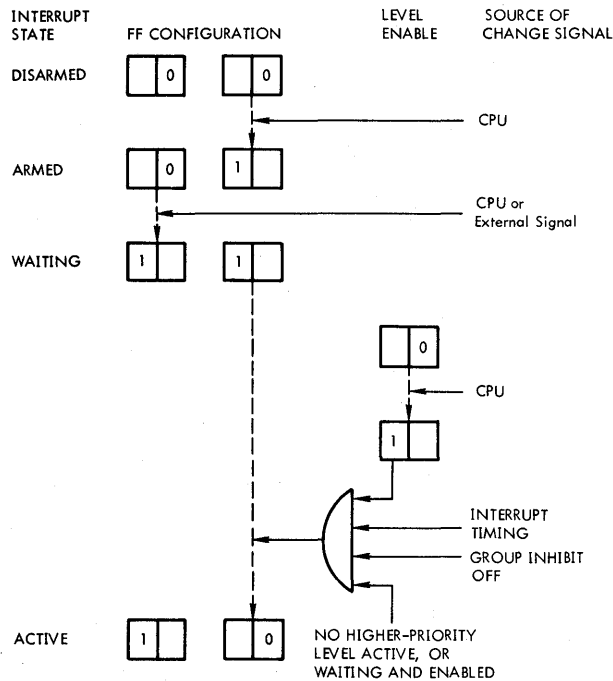 INTERRUPT STATE
FF CONFIGURATION
LEVEL ENABLE
SOURCE OF CHANGE SIGNAL
DISARMED
0
0
CPU
ARMED
0
1
CPU or
External Signal
WAITING
1
1
0
CPU
1
INTERRUPT
TIMING
GROUP INHIBIT
OFF
ACTIVE
1
0
NO HIGHER-PRIORITY
LEVEL ACTIVE, OR
WAITING AND ENABLED